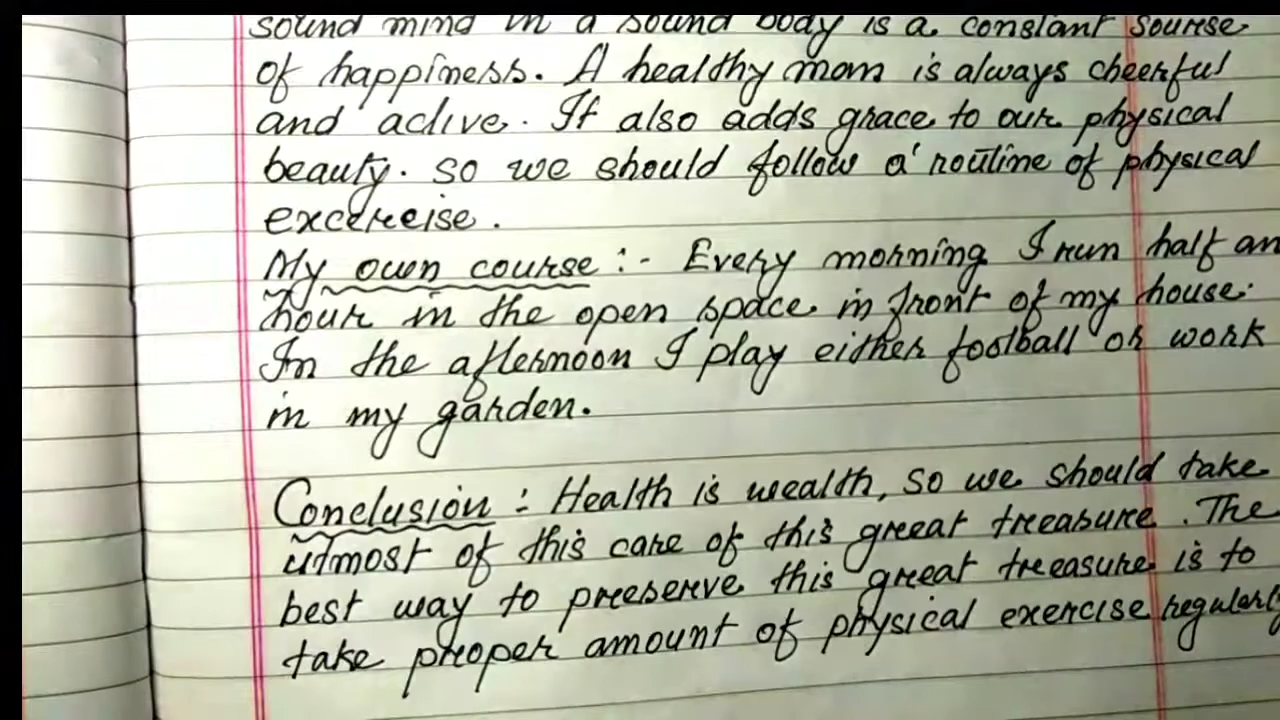 sound mind in a sound body is a constant sourse
of happiness. A healthy man is always cheerful
and active. It also adds grace to our physical
beauty. so we should follow a routine of physical
excercise.
My own course :- Every morning I run half an
hour in the open space in front of my house.
In the afternoon I play either football or work
in my garden.
Conclusion : Health is wealth, so we should take
utmost of this care of this greeat treasure. The
best way to preeserve this great treeasure is to
take proper amount of physical exercise regularly